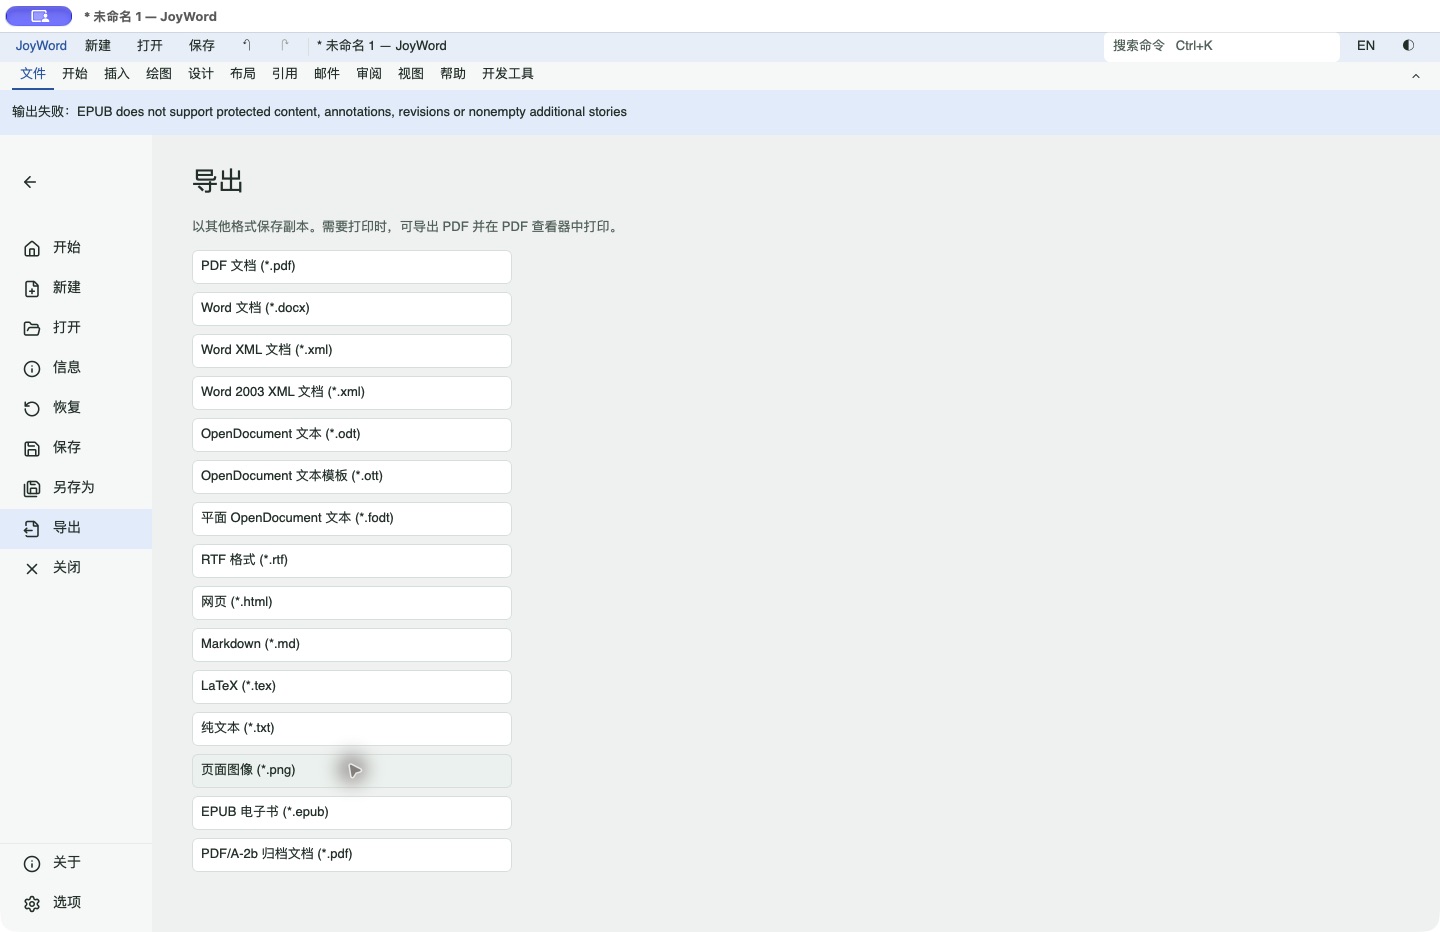 * 未命名 1 — JoyWord
JoyWord 新建 打开 保存 * 未命名 1 — JoyWord 搜索命令 Ctrl+K EN
文件 开始 插入 绘图 设计 布局 引用 邮件 审阅 视图 帮助 开发工具
输出失败：EPUB does not support protected content, annotations, revisions or nonempty additional stories
开始
新建
打开
信息
恢复
保存
另存为
导出
关闭
关于
选项
导出
以其他格式保存副本。需要打印时，可导出 PDF 并在 PDF 查看器中打印。
PDF 文档 (*.pdf)
Word 文档 (*.docx)
Word XML 文档 (*.xml)
Word 2003 XML 文档 (*.xml)
OpenDocument 文本 (*.odt)
OpenDocument 文本模板 (*.ott)
平面 OpenDocument 文本 (*.fodt)
RTF 格式 (*.rtf)
网页 (*.html)
Markdown (*.md)
LaTeX (*.tex)
纯文本 (*.txt)
页面图像 (*.png)
EPUB 电子书 (*.epub)
PDF/A-2b 归档文档 (*.pdf)